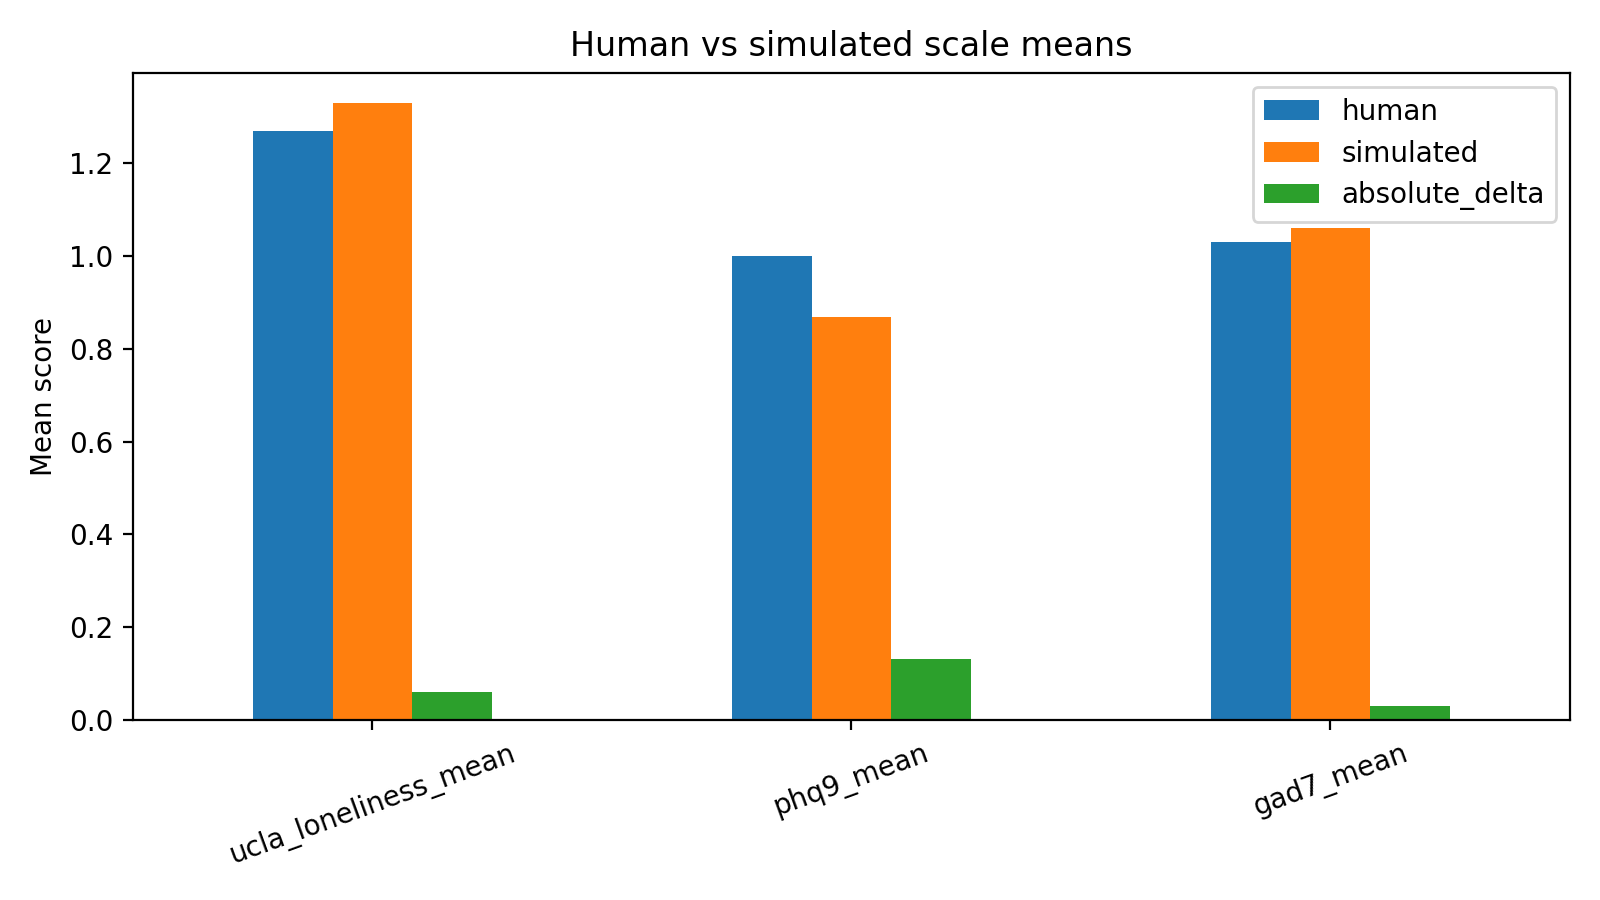 Human vs simulated scale means
human
simulated
absolute_delta
Mean score
1.2
1.0
0.8
0.6
0.4
0.2
0.0
ucla_loneliness_mean
phq9_mean
gad7_mean